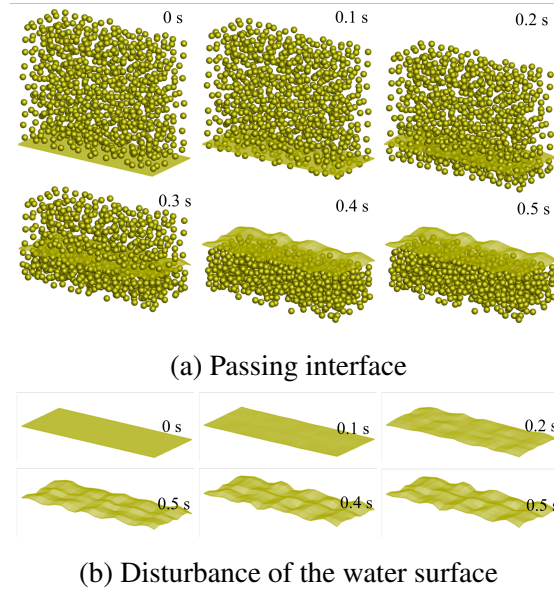 0 s 0.1 s 0.2 s
0.3 s 0.4 s 0.5 s
(a) Passing interface
0 s 0.1 s 0.2 s
0.5 s 0.4 s 0.5 s
(b) Disturbance of the water surface